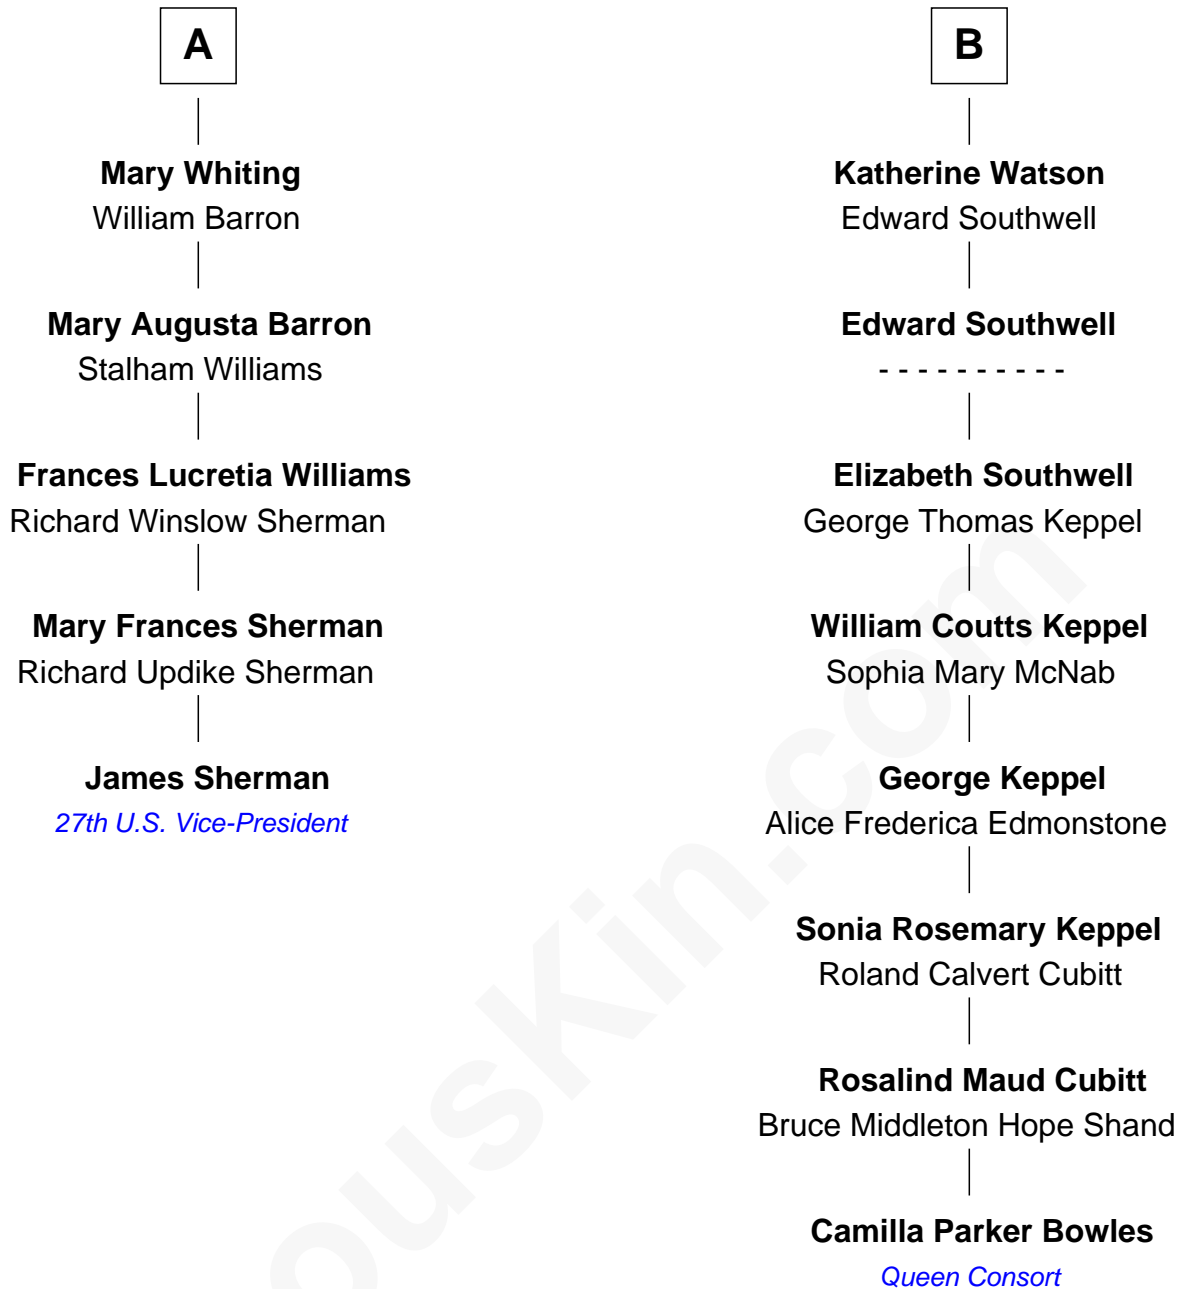 A
Mary Whiting
William Barron
Mary Augusta Barron
Stalham Williams
Frances Lucretia Williams
Richard Winslow Sherman
Mary Frances Sherman
Richard Updike Sherman
James Sherman
27th U.S. Vice-President
B
Katherine Watson
Edward Southwell
Edward Southwell
- - - - - - - - - -
Elizabeth Southwell
George Thomas Keppel
William Coutts Keppel
Sophia Mary McNab
George Keppel
Alice Frederica Edmonstone
Sonia Rosemary Keppel
Roland Calvert Cubitt
Rosalind Maud Cubitt
Bruce Middleton Hope Shand
Camilla Parker Bowles
Queen Consort
ouskin.com